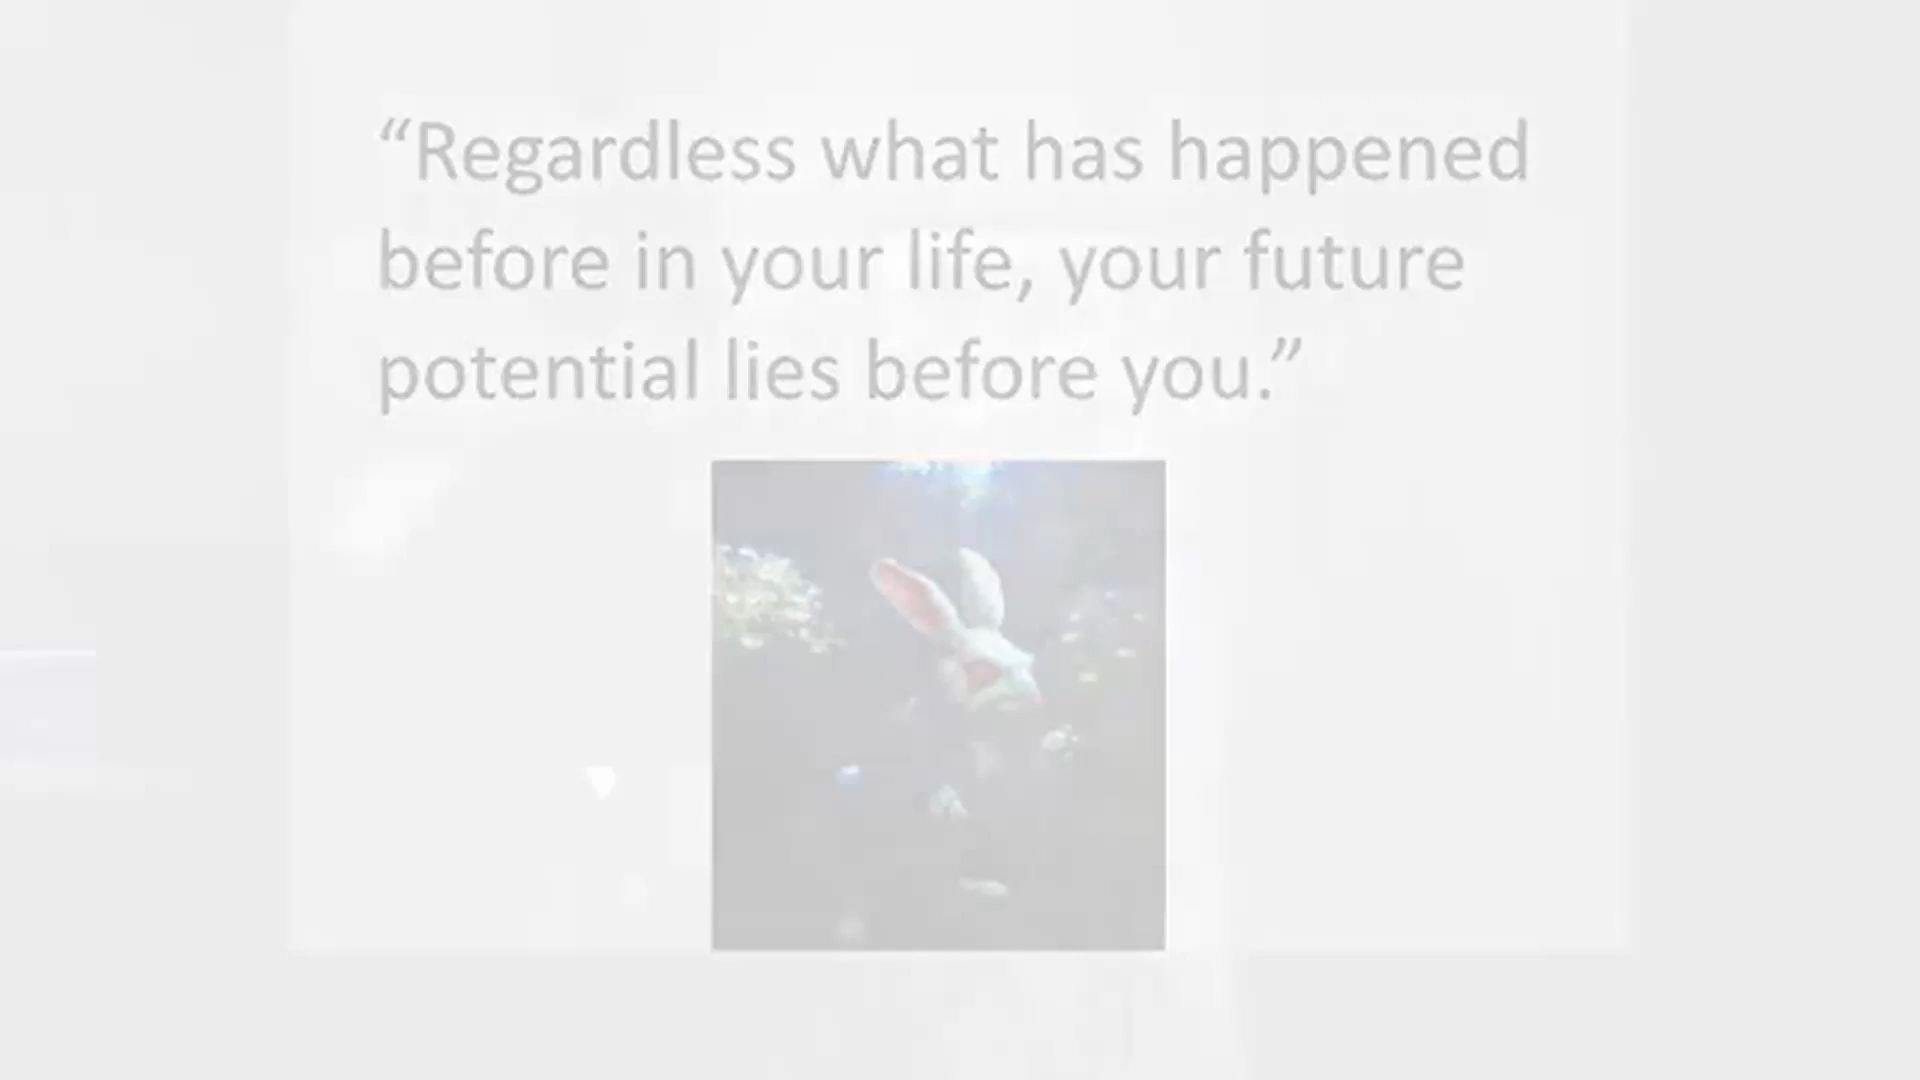 “Regardless what has happened
before in your life, your future
potential lies before you.”